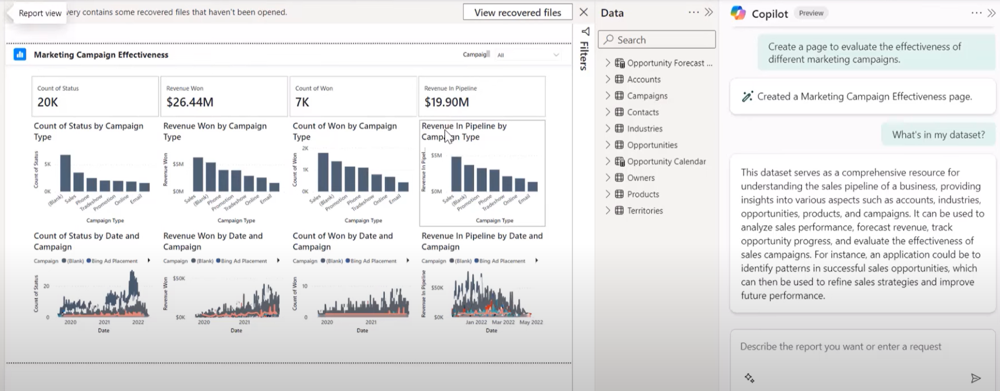 Report view
very contains some recovered files that haven't been opened.
View recovered files
Marketing Campaign Effectiveness
Campaig
All
Count of Status
20K
Revenue Won
$26.44M
Count of Won
7K
Revenue In Pipeline
$19.90M
Count of Status by Campaign
Type
Count of Status
5K
0K
(Blank)
Sales
Phone
Tradeshow
Promotion
Online
Email
Campaign Type
Revenue Won by Campaign
Type
Revenue Won
$5M
$0M
Sales
(Blank)
Phone
Promotion
Tradeshow
Online
Email
Campaign Type
Count of Won by Campaign
Type
Count of Won
2K
1K
0K
Sales
(Blank)
Promotion
Phone
Tradeshow
Online
Email
Campaign Type
Revenue In Pipeline by
Campaign Type
Revenue In Pipel...
$5M
$0M
Sales
(Blank)
Promotion
Phone
Tradeshow
Online
Email
Campaign Type
Count of Status by Date and
Campaign
Campaign (Blank) Bing Ad Placement
Count of Status
20
0
2020 2021 2022
Date
Revenue Won by Date and
Campaign
Campaign (Blank) Bing Ad Placement
Revenue Won
$50K
$0K
2020 2021
Date
Count of Won by Date and
Campaign
Campaign (Blank) Bing Ad Placement
Count of Won
10
0
2020 2021
Date
Revenue In Pipeline by Date and
Campaign
Campaign (Blank) Bing Ad Placement
Revenue In Pipeline
$50K
$0K
Jan 2022 Mar 2022 May 2022
Date
Filters
Data
Search
Opportunity Forecast ...
Accounts
Campaigns
Contacts
Industries
Opportunities
Opportunity Calendar
Owners
Products
Territories
Copilot Preview
Create a page to evaluate the effectiveness of
different marketing campaigns.
Created a Marketing Campaign Effectiveness page.
What's in my dataset?
This dataset serves as a comprehensive resource for
understanding the sales pipeline of a business, providing
insights into various aspects such as accounts, industries,
opportunities, products, and campaigns. It can be used to
analyze sales performance, forecast revenue, track
opportunity progress, and evaluate the effectiveness of
sales campaigns. For instance, an application could be to
identify patterns in successful sales opportunities, which
can then be used to refine sales strategies and improve
future performance.
Describe the report you want or enter a request